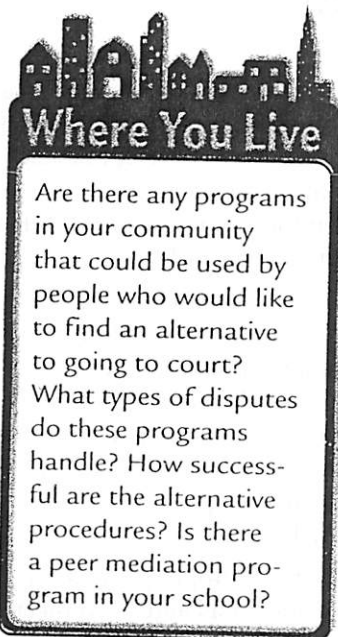 Where You Live
Are there any programs
in your community
that could be used by
people who would like
to find an alternative
to going to court?
What types of disputes
do these programs
handle? How success-
ful are the alternative
procedures? Is there
a peer mediation pro-
gram in your school?